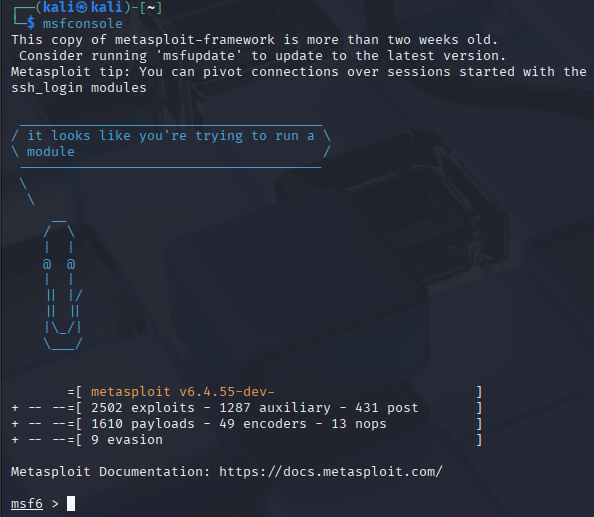 ┌──(kali㉿kali)-[~]
└─$ msfconsole
This copy of metasploit-framework is more than two weeks old.
 Consider running 'msfupdate' to update to the latest version.
Metasploit tip: You can pivot connections over sessions started with the
ssh_login modules
/ it looks like you're trying to run a \
\ module                               /
 \
  \
     __
    /  \
    |  |
    @  @
    |  |
    || |/
    || ||
    |\_/|
    \___/
       =[ metasploit v6.4.55-dev-                         ]
+ -- --=[ 2502 exploits - 1287 auxiliary - 431 post       ]
+ -- --=[ 1610 payloads - 49 encoders - 13 nops           ]
+ -- --=[ 9 evasion                                       ]
Metasploit Documentation: https://docs.metasploit.com/
msf6 >